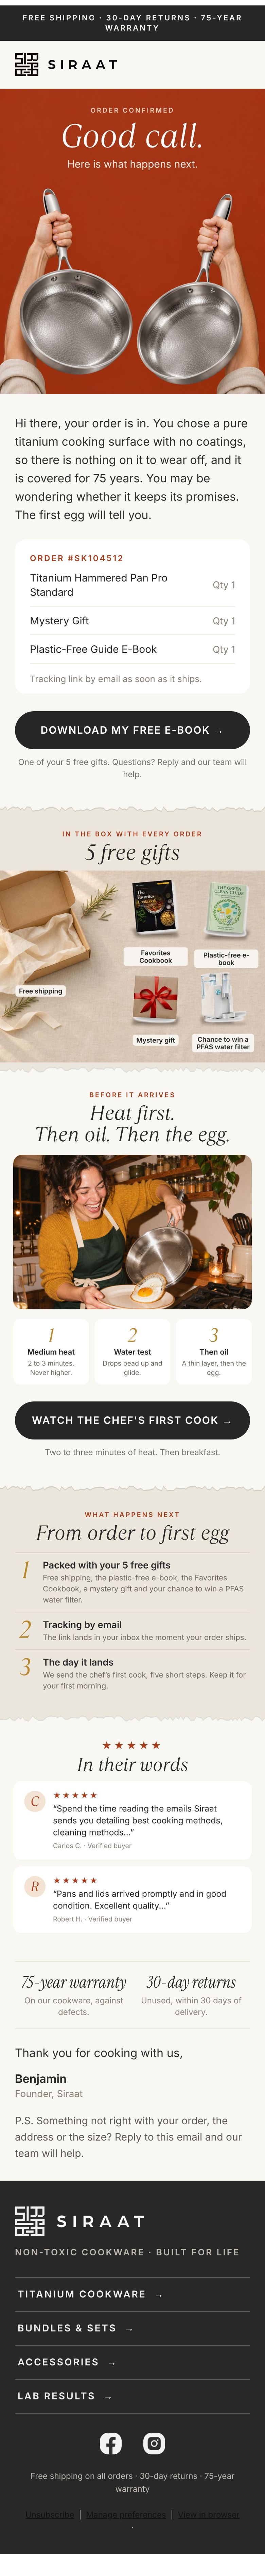 FREE SHIPPING · 30-DAY RETURNS · 75-YEAR
WARRANTY
SIRAAT
ORDER CONFIRMED
Good call.
Here is what happens next.
Hi there, your order is in. You chose a pure
titanium cooking surface with no coatings,
so there is nothing on it to wear off, and it
is covered for 75 years. You may be
wondering whether it keeps its promises.
The first egg will tell you.
ORDER #SK104512
Titanium Hammered Pan Pro
Standard
Qty 1
Mystery Gift
Qty 1
Plastic-Free Guide E-Book
Qty 1
Tracking link by email as soon as it ships.
DOWNLOAD MY FREE E-BOOK →
One of your 5 free gifts. Questions? Reply and our team will
help.
IN THE BOX WITH EVERY ORDER
5 free gifts
The Favorites
THE GREEN
CLEAN GUIDE
Favorites
Cookbook
Plastic-free e-
book
Free shipping
Mystery gift
Chance to win a
PFAS water filter
BEFORE IT ARRIVES
Heat first.
Then oil. Then the egg.
1
Medium heat
2 to 3 minutes.
Never higher.
2
Water test
Drops bead up and
glide.
3
Then oil
A thin layer, then the
egg.
WATCH THE CHEF'S FIRST COOK →
Two to three minutes of heat. Then breakfast.
WHAT HAPPENS NEXT
From order to first egg
1
Packed with your 5 free gifts
Free shipping, the plastic-free e-book, the Favorites
Cookbook, a mystery gift and your chance to win a PFAS
water filter.
2
Tracking by email
The link lands in your inbox the moment your order ships.
3
The day it lands
We send the chef's first cook, five short steps. Keep it for
your first morning.
★★★★★
In their words
C
★★★★★
“Spend the time reading the emails Siraat
sends you detailing best cooking methods,
cleaning methods...”
Carlos C. · Verified buyer
R
★★★★★
“Pans and lids arrived promptly and in good
condition. Excellent quality...”
Robert H. · Verified buyer
75-year warranty
On our cookware, against
defects.
30-day returns
Unused, within 30 days of
delivery.
Thank you for cooking with us,
Benjamin
Founder, Siraat
P.S. Something not right with your order, the
address or the size? Reply to this email and our
team will help.
SIRAAT
NON-TOXIC COOKWARE · BUILT FOR LIFE
TITANIUM COOKWARE →
BUNDLES & SETS →
ACCESSORIES →
LAB RESULTS →
Free shipping on all orders · 30-day returns · 75-year
warranty
Unsubscribe | Manage preferences | View in browser
.